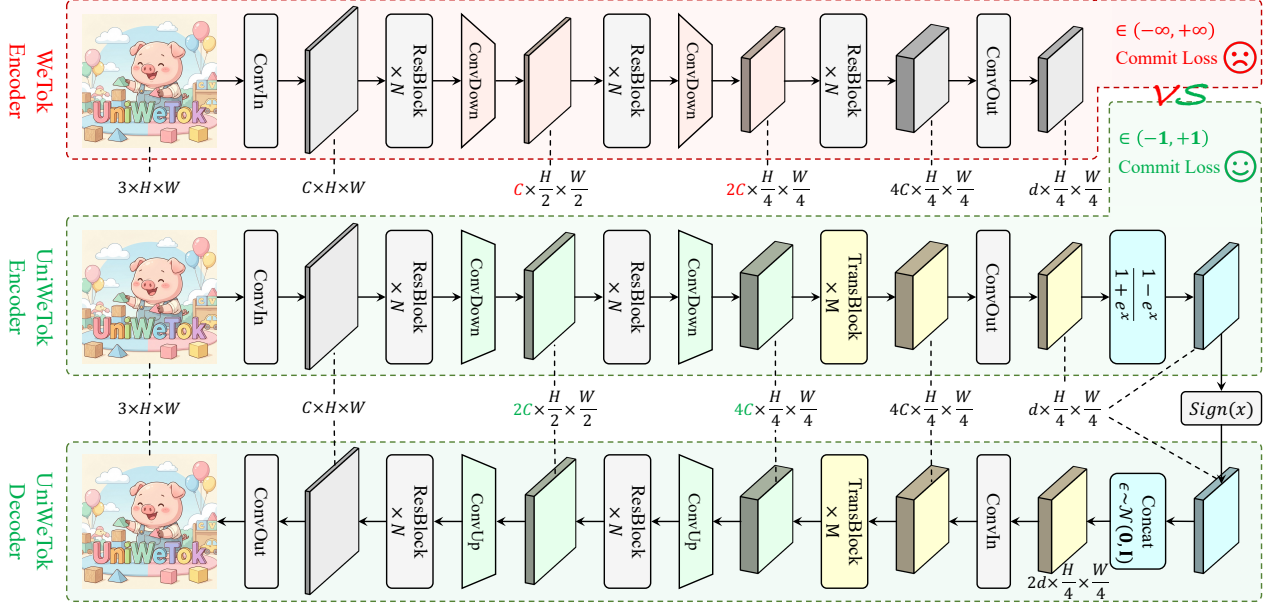 WeTok
Encoder
UniWeTok
ConvIn
ResBlock
× N
ConvDown
ResBlock
× N
ConvDown
ResBlock
× N
ConvOut
∈ (−∞, +∞)
Commit Loss
VS
∈ (−1, +1)
Commit Loss
3×H×W
C×H×W
C×H/2×W/2
2C×H/4×W/4
4C×H/4×W/4
d×H/4×W/4
UniWeTok
Encoder
UniWeTok
ConvIn
ResBlock
× N
ConvDown
ResBlock
× N
ConvDown
TransBlock
× M
ConvOut
1 − e^x
1 + e^x
3×H×W
C×H×W
2C×H/2×W/2
4C×H/4×W/4
4C×H/4×W/4
d×H/4×W/4
Sign(x)
UniWeTok
Decoder
UniWeTok
ConvOut
ResBlock
× N
ConvUp
ResBlock
× N
ConvUp
TransBlock
× M
ConvIn
2d×H/4×W/4
Concat
ϵ~𝒩(0,I)